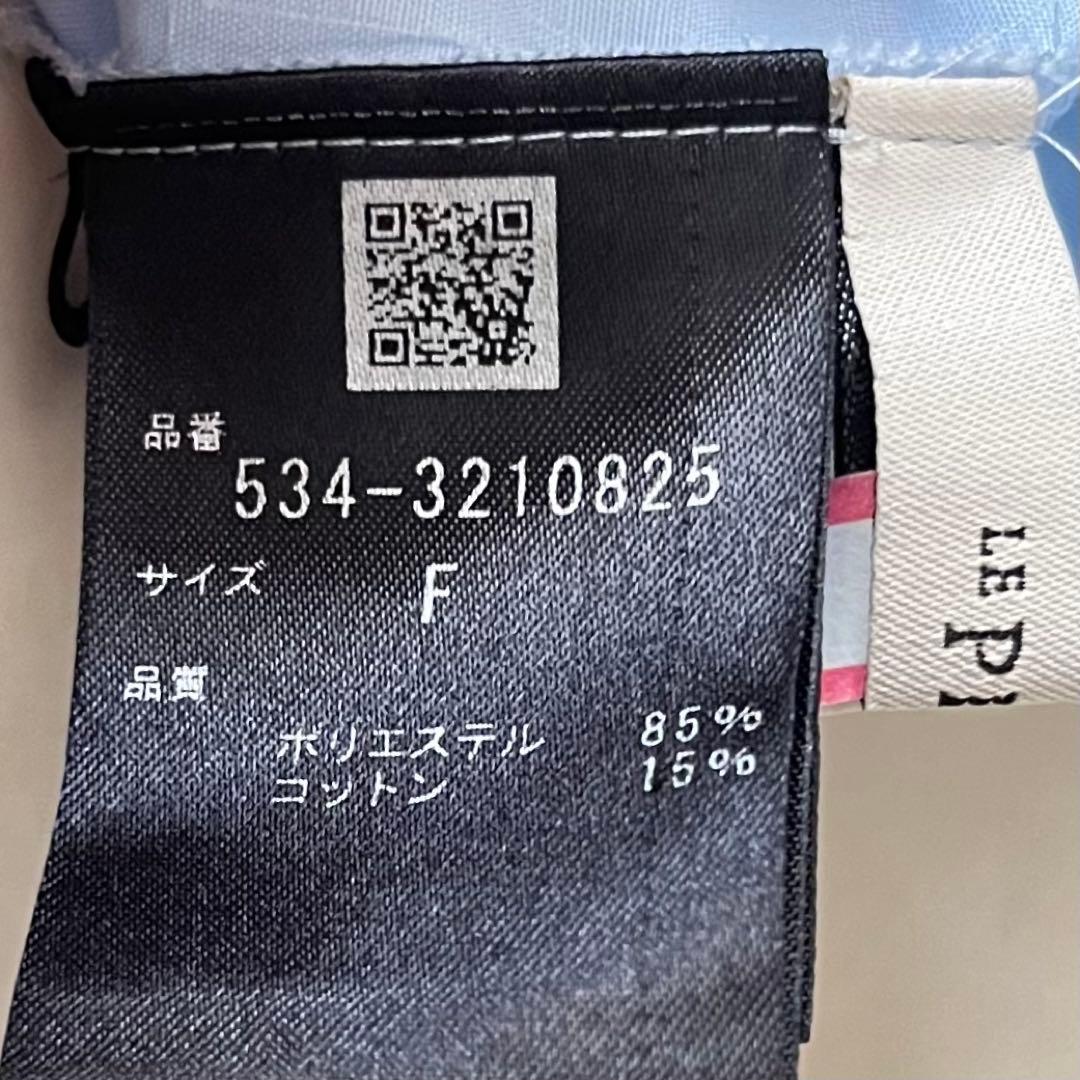 品番
534-3210825
サイズ F
品質
ポリエステル 85%
コットン 15%
LE